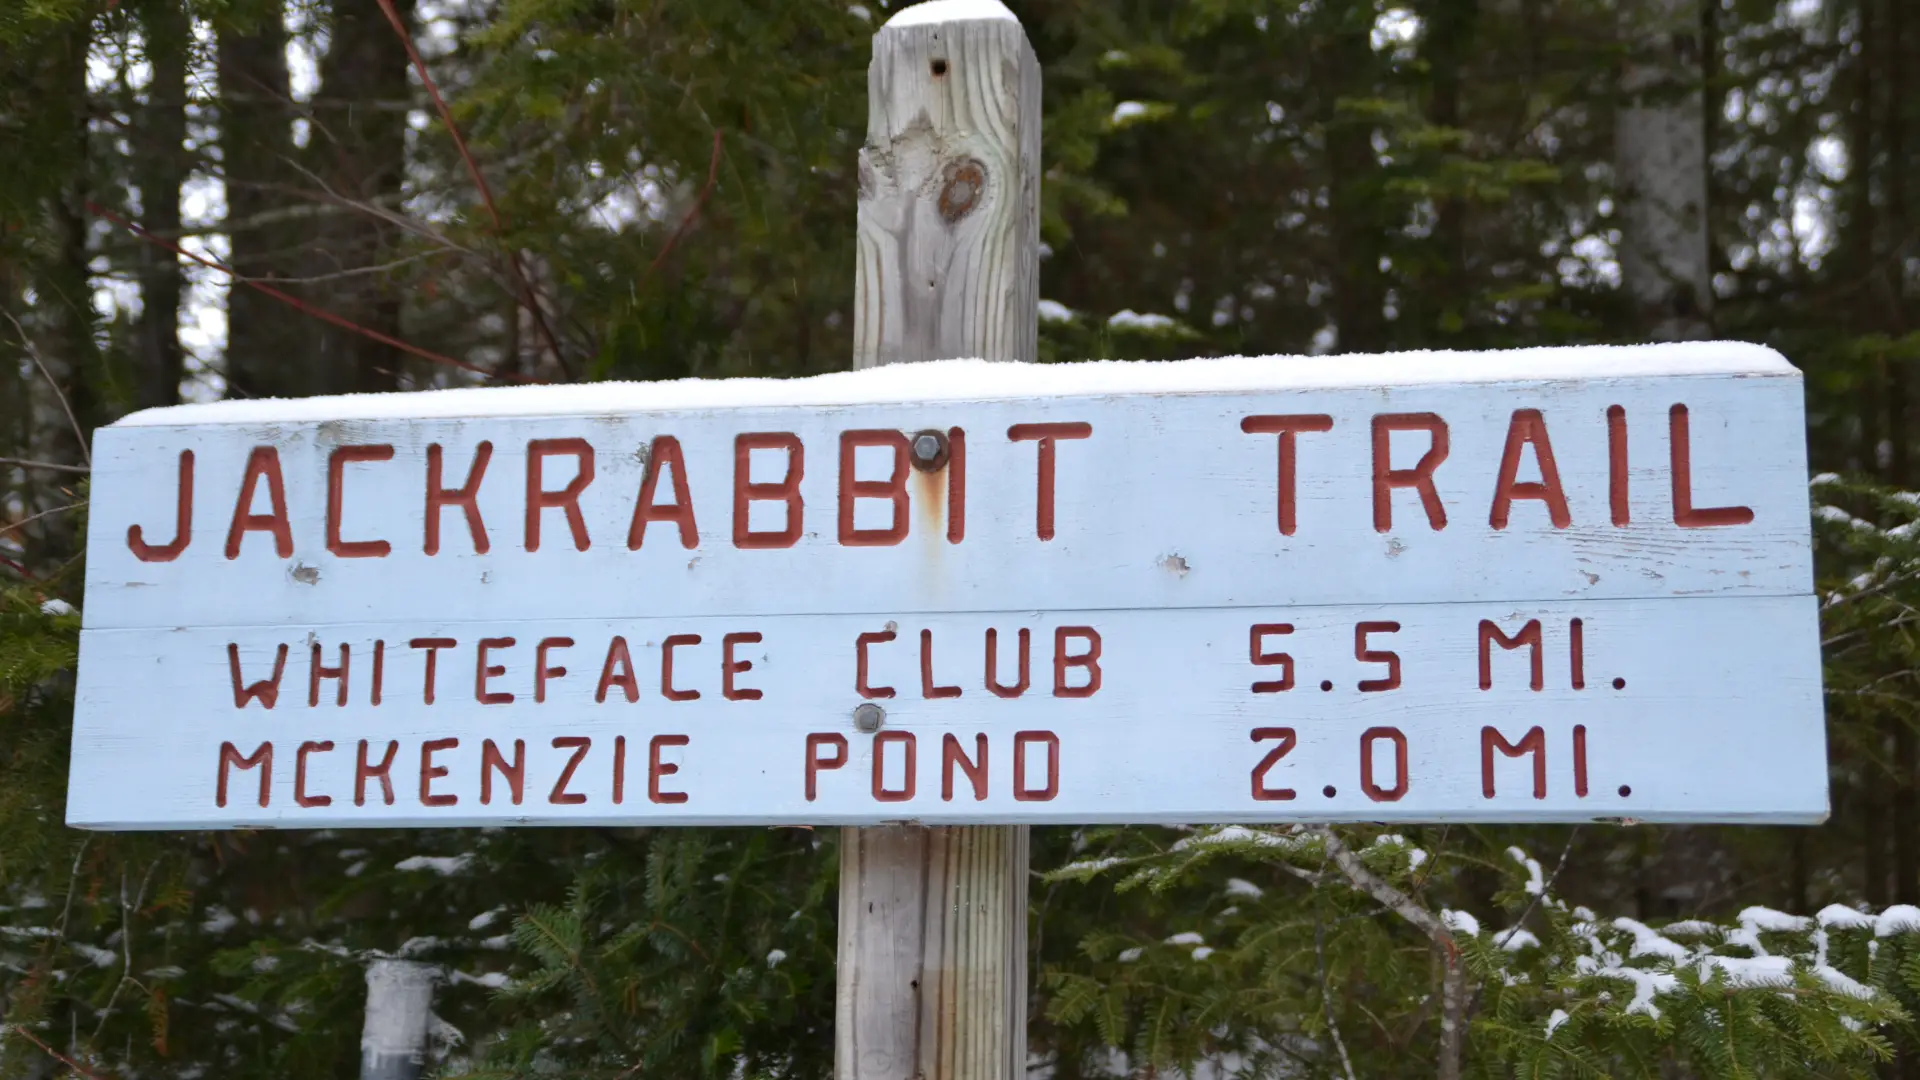 JACKRABBIT TRAIL
WHITEFACE CLUB 5.5 MI.
MCKENZIE POND 2.0 MI.